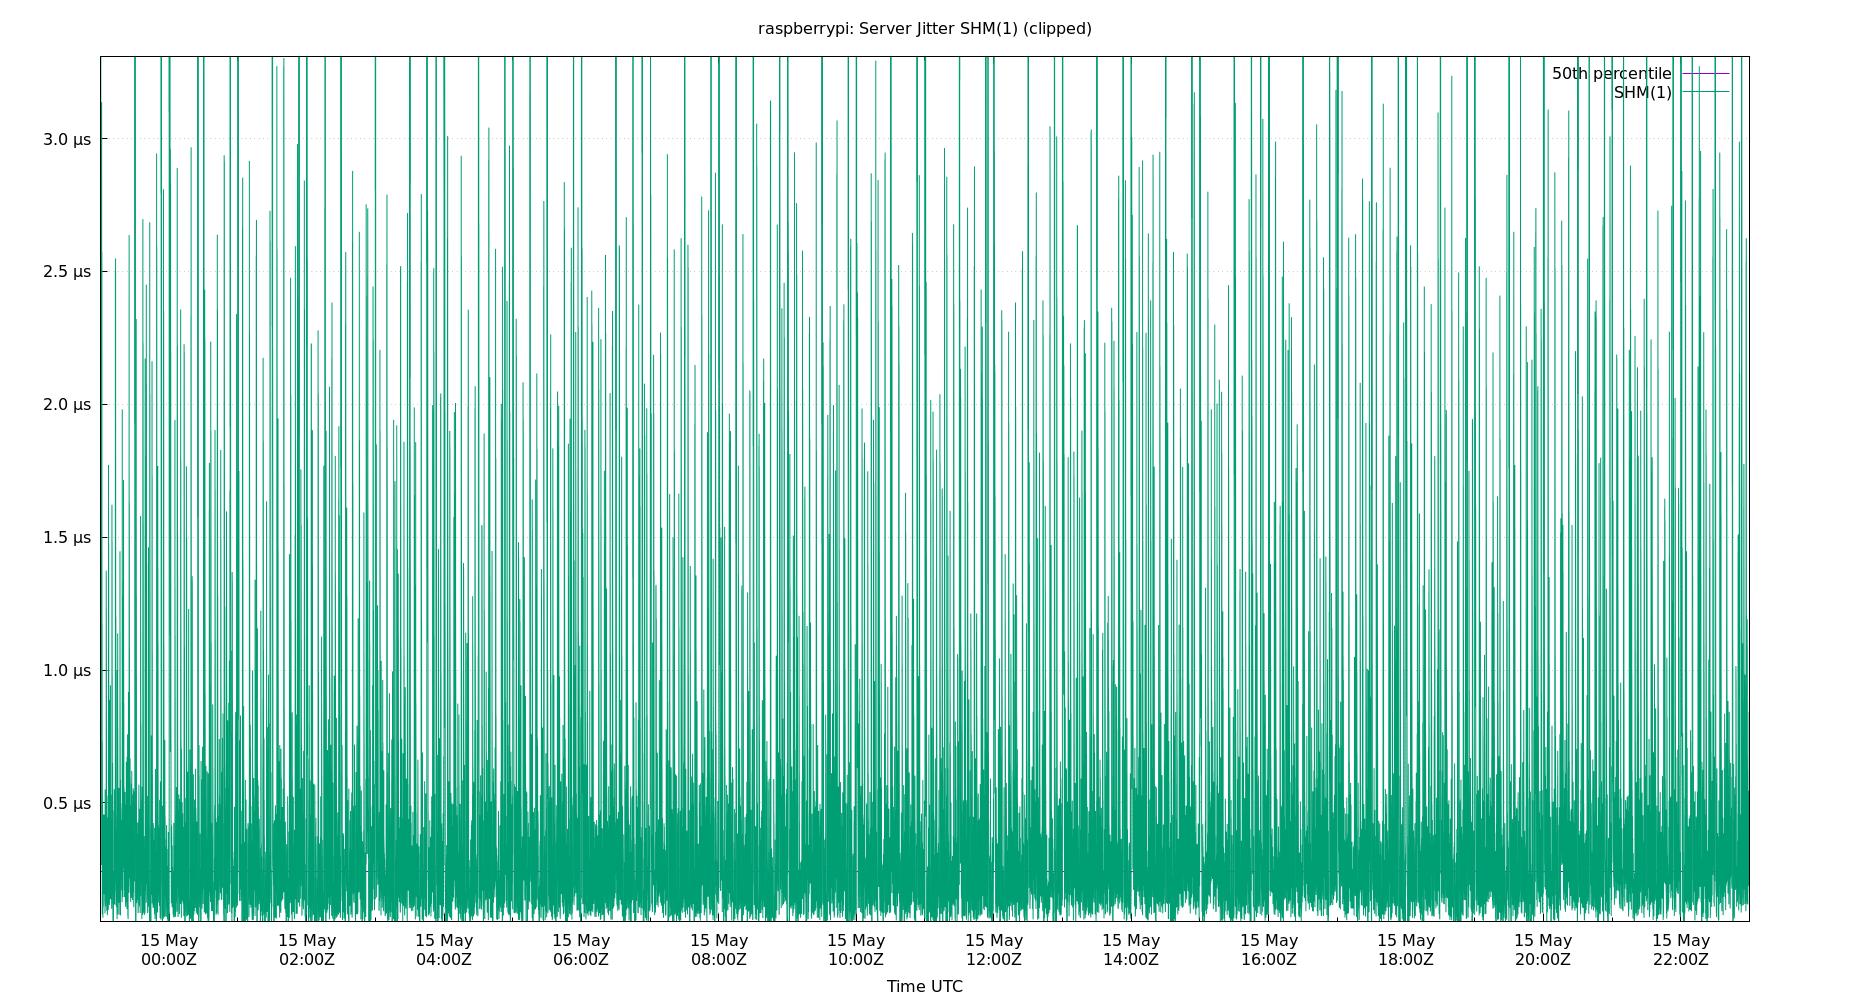 raspberrypi: Server Jitter SHM(1) (clipped)
50th percentile
SHM(1)
3.0 µs
2.5 µs
2.0 µs
1.5 µs
1.0 µs
0.5 µs
15 May 15 May 15 May 15 May 15 May 15 May 15 May 15 May 15 May 15 May 15 May 15 May
00:00Z 02:00Z 04:00Z 06:00Z 08:00Z 10:00Z 12:00Z 14:00Z 16:00Z 18:00Z 20:00Z 22:00Z
Time UTC